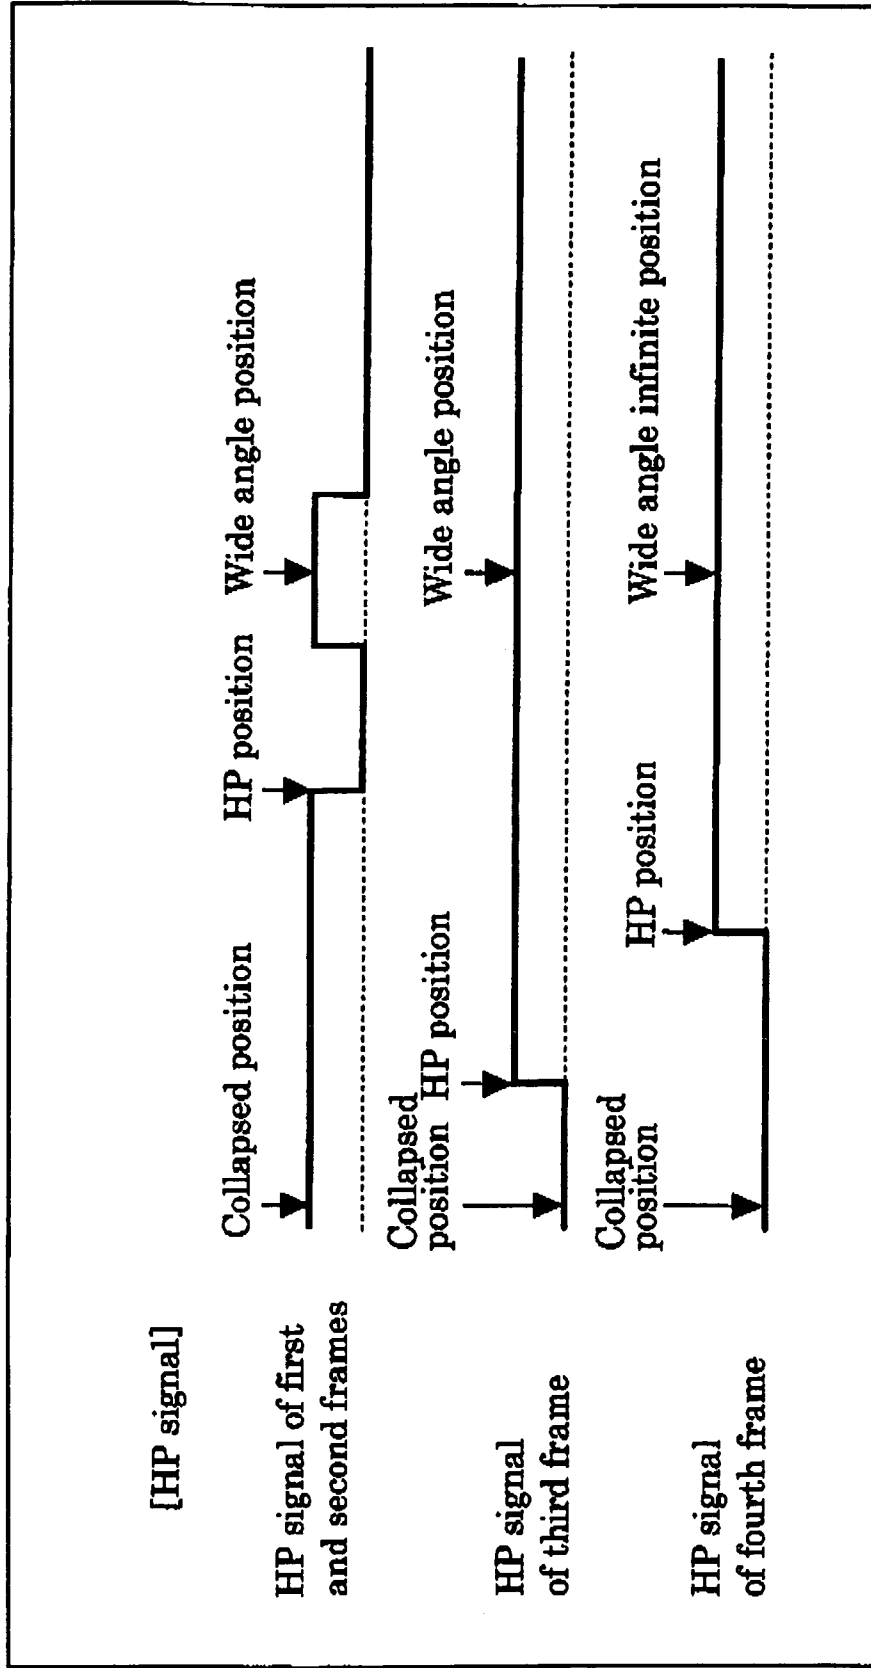 [HP signal]
HP signal of first
and second frames
Collapsed position
HP position
Wide angle position
HP signal
of third frame
Collapsed
position
HP position
Wide angle position
HP signal
of fourth frame
Collapsed
position
HP position
Wide angle infinite position